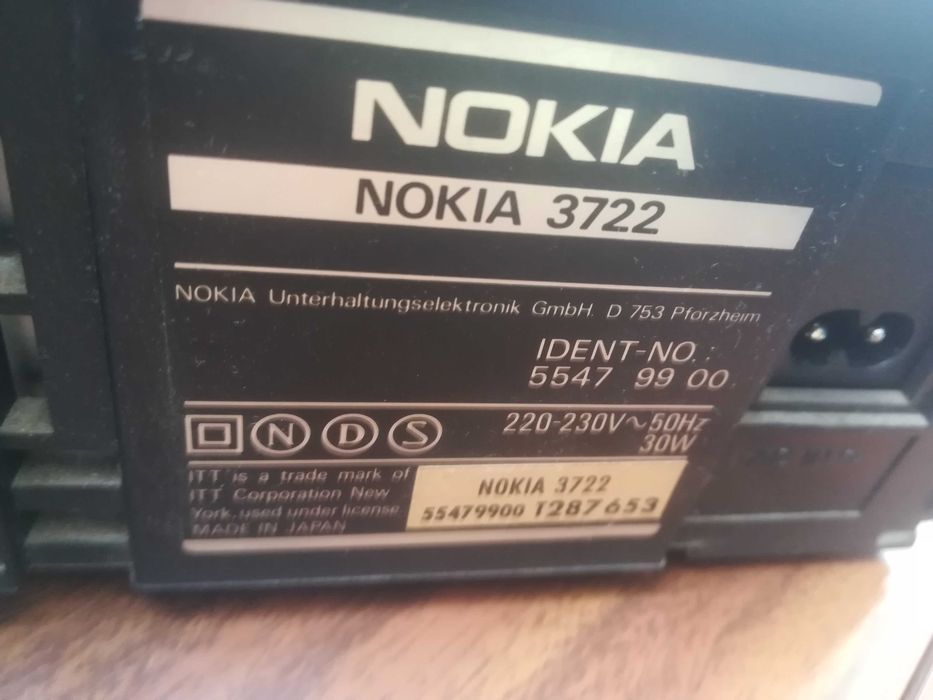 NOKIA
NOKIA 3722
NOKIA Unterhaltungselektronik GmbH. D 753 Pforzheim
IDENT-NO.:
5547 99 00
N D S
220-230V~50Hz
30W
ITT is a trade mark of
ITT Corporation New
York, used under license
MADE IN JAPAN
NOKIA 3722
55479900 1287653